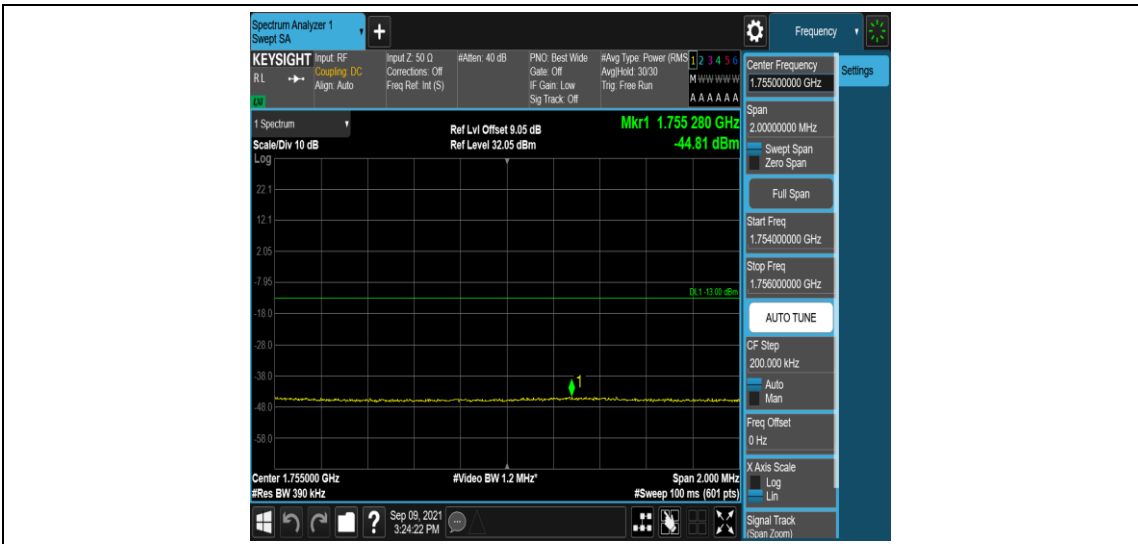 Spectrum Analyzer 1
Swept SA
+
Frequency
KEYSIGHT
RL
Input: RF
Coupling: DC
Align: Auto
Input Z: 50 Ω
Corrections: Off
Freq Ref: Int (S)
#Atten: 40 dB
PNO: Best Wide
Gate: Off
IF Gain: Low
Sig Track: Off
#Avg Type: Power (RMS
Avg|Hold: 30/30
Trig: Free Run
1 2 3 4 5 6
M W W W W W
A A A A A A
1 Spectrum
Scale/Div 10 dB
Log
Ref Lvl Offset 9.05 dB
Ref Level 32.05 dBm
Mkr1 1.755 280 GHz
-44.81 dBm
22.1
12.1
2.05
-7.95
DL1 -13.00 dBm
-18.0
-28.0
-38.0
1
-48.0
-58.0
Center 1.755000 GHz
#Res BW 390 kHz
#Video BW 1.2 MHz*
Span 2.000 MHz
#Sweep 100 ms (601 pts)
?
Sep 09, 2021
3:24:22 PM
Center Frequency
1.755000000 GHz
Settings
Span
2.00000000 MHz
Swept Span
Zero Span
Full Span
Start Freq
1.754000000 GHz
Stop Freq
1.756000000 GHz
AUTO TUNE
CF Step
200.000 kHz
Auto
Man
Freq Offset
0 Hz
X Axis Scale
Log
Lin
Signal Track
(Span Zoom)